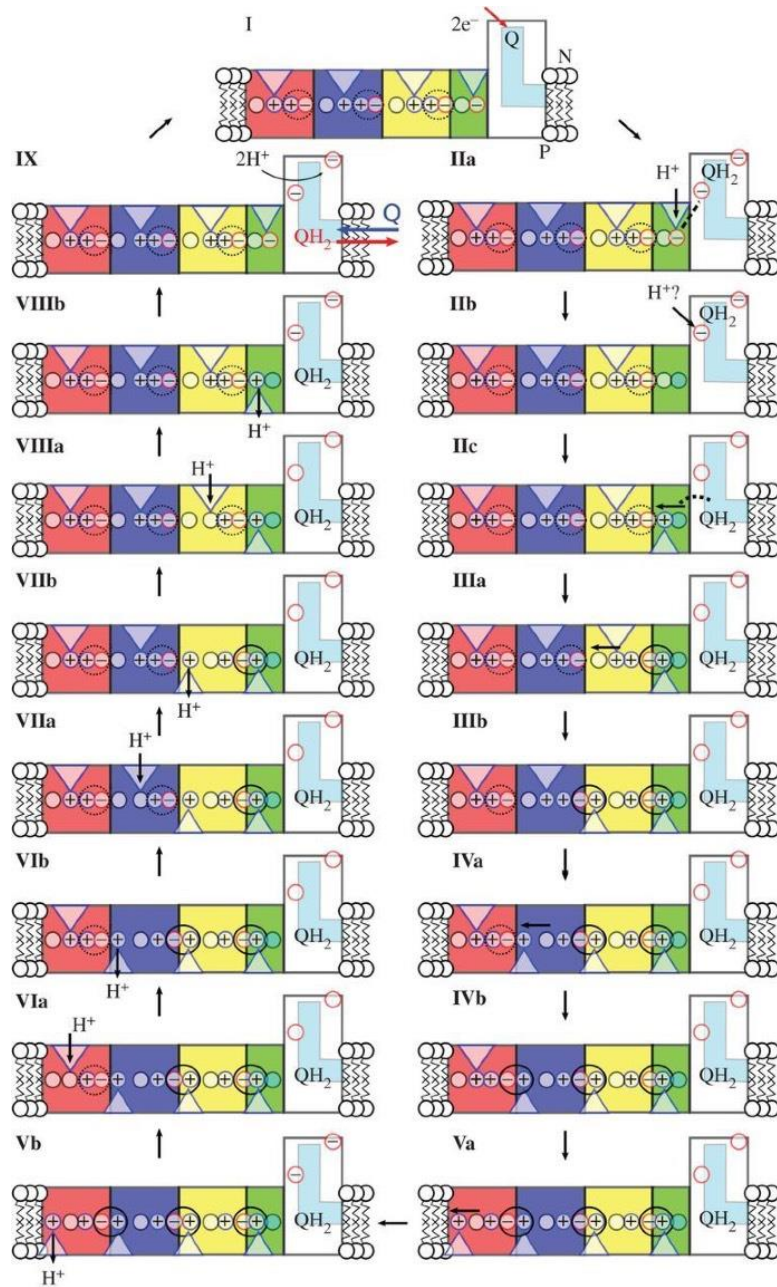 I
2e⁻
Q
N
P
IX
2H⁺
QH₂
Q
IIa
H⁺
QH₂
VIIIb
QH₂
H⁺
IIb
H⁺?
QH₂
VIIIa
H⁺
QH₂
IIc
QH₂
VIIb
QH₂
H⁺
IIIa
QH₂
VIIa
H⁺
QH₂
IIIb
QH₂
VIb
QH₂
H⁺
IVa
QH₂
VIa
H⁺
QH₂
IVb
QH₂
Vb
QH₂
H⁺
Va
QH₂